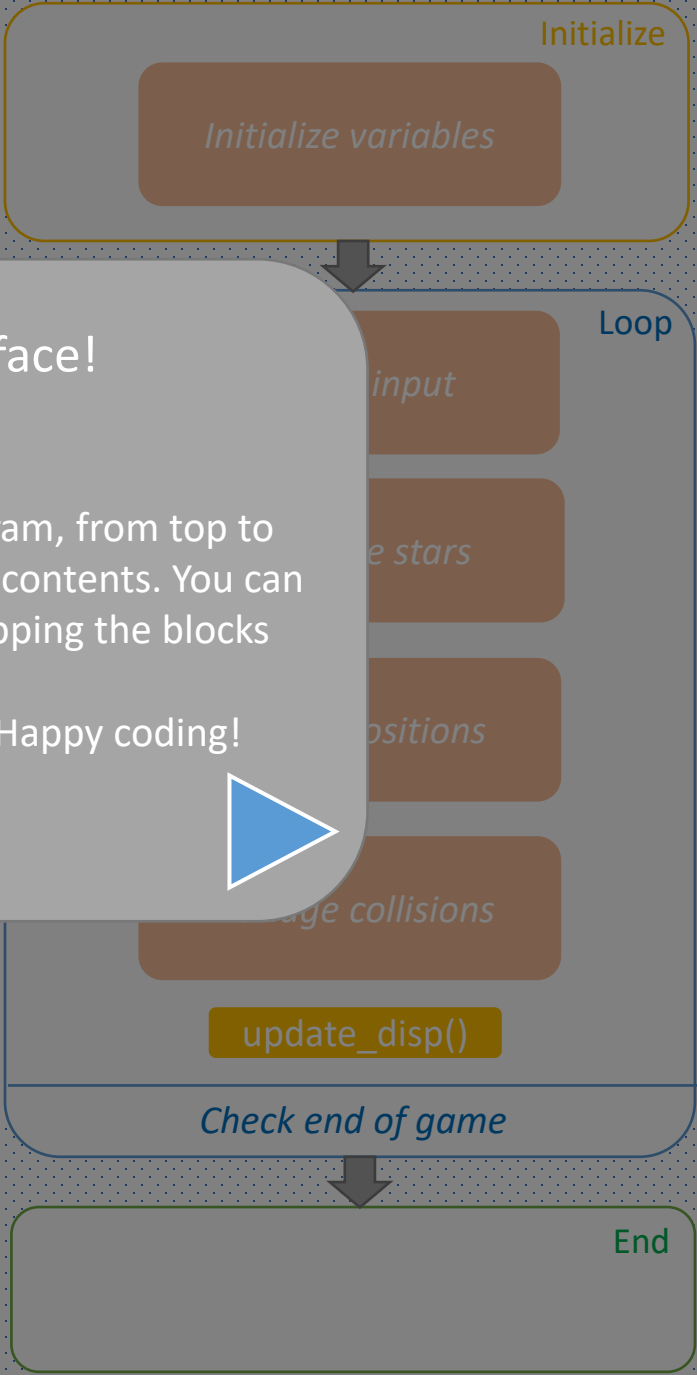 Initialize
Initialize variables
Loop
face!
input
ram, from top to
stars
contents. You can
pping the blocks
ositions
Happy coding!
ge collisions
update_disp()
Check end of game
End